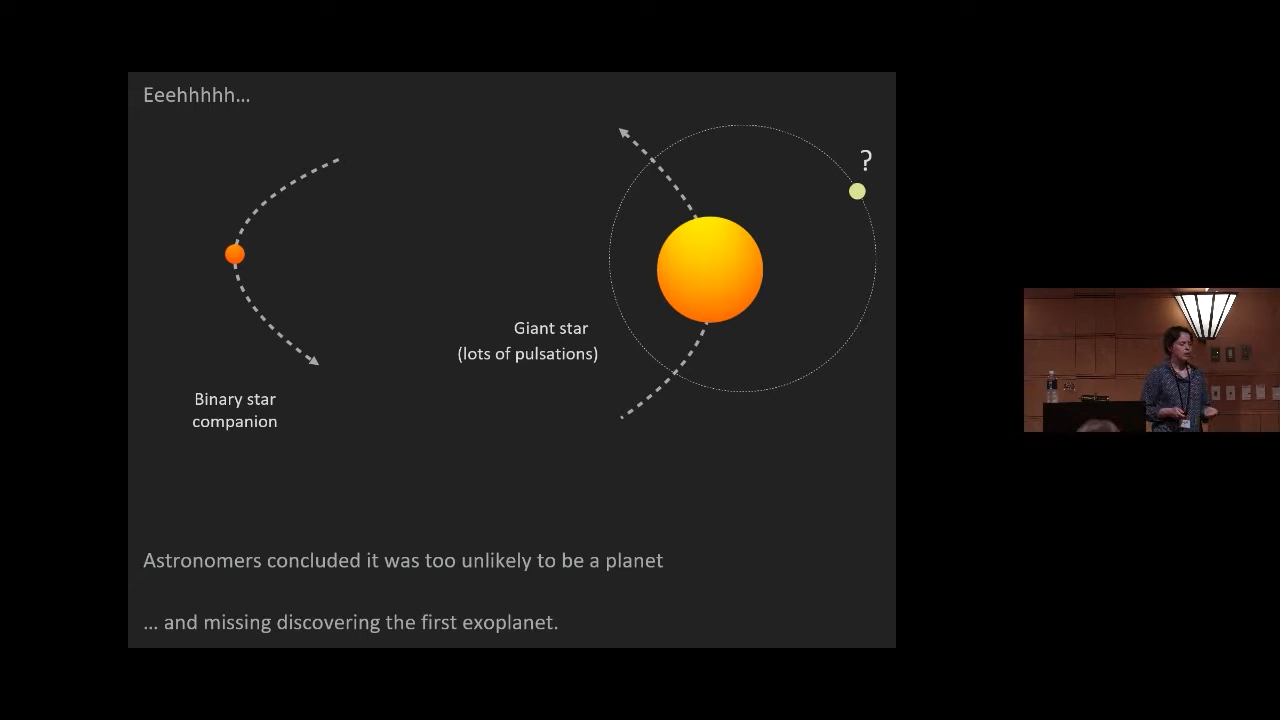 Eeehhhhh...
?
Giant star
(lots of pulsations)
Binary star
companion
Astronomers concluded it was too unlikely to be a planet
... and missing discovering the first exoplanet.